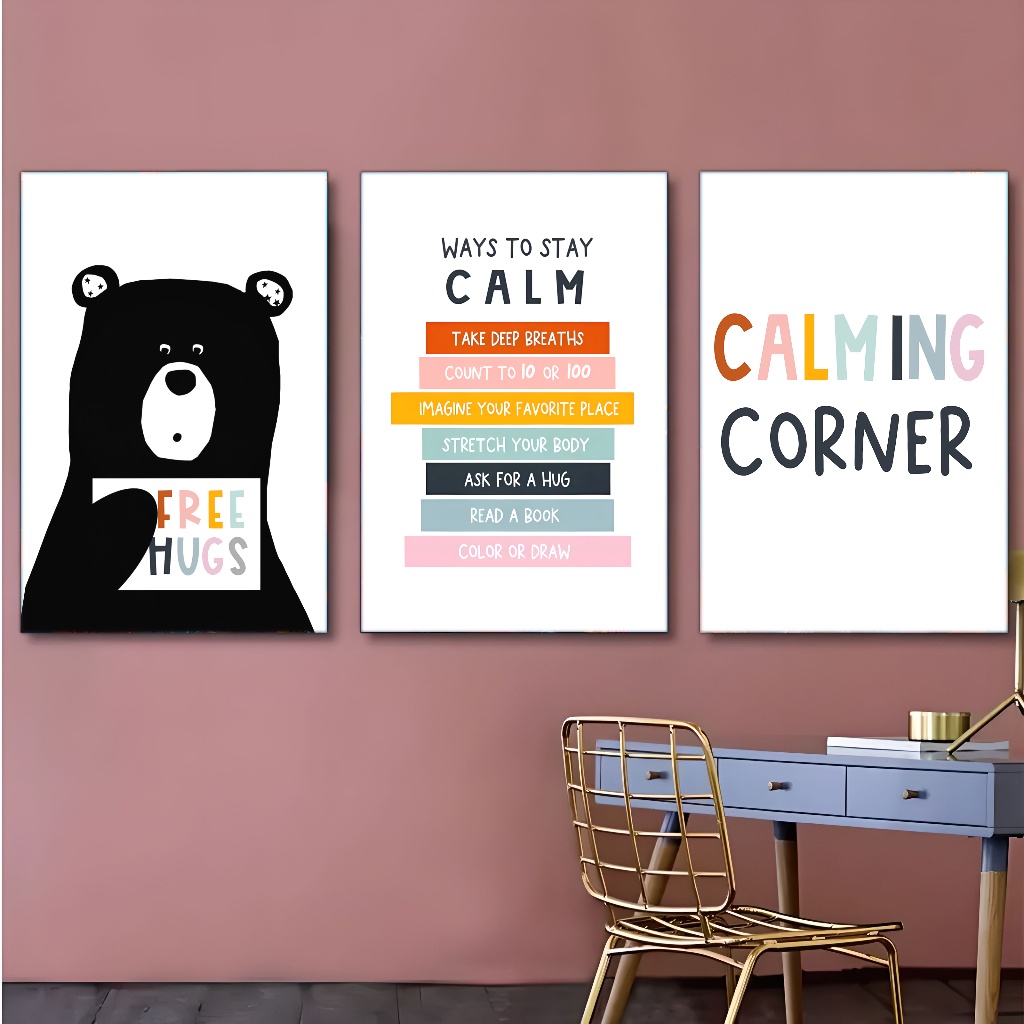 FREE
HUGS
WAYS TO STAY
CALM
TAKE DEEP BREATHS
COUNT TO 10 OR 100
IMAGINE YOUR FAVORITE PLACE
STRETCH YOUR BODY
ASK FOR A HUG
READ A BOOK
COLOR OR DRAW
CALMING
CORNER